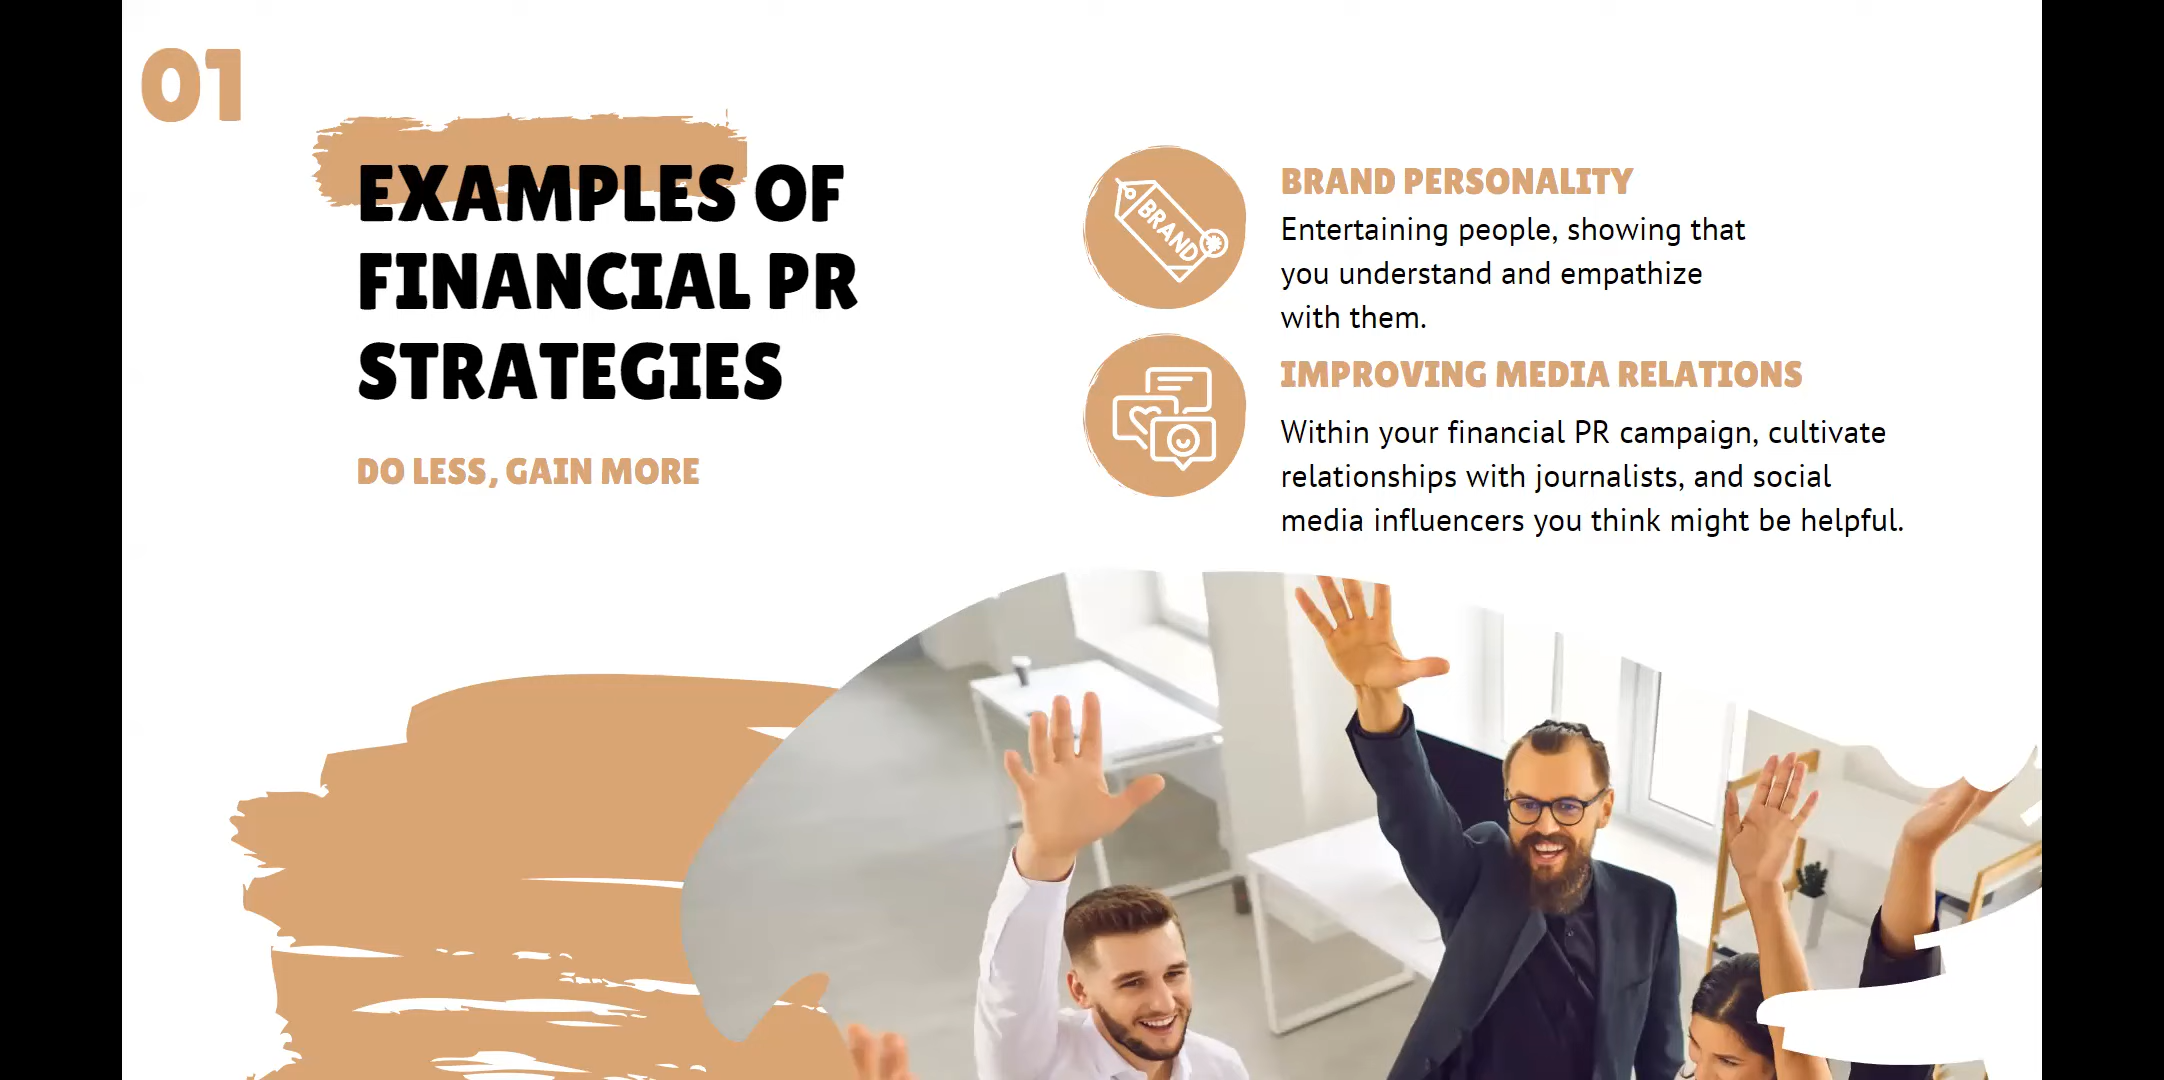 01
EXAMPLES OF
FINANCIAL PR
STRATEGIES
DO LESS, GAIN MORE
BRAND
BRAND PERSONALITY
Entertaining people, showing that
you understand and empathize
with them.
IMPROVING MEDIA RELATIONS
Within your financial PR campaign, cultivate
relationships with journalists, and social
media influencers you think might be helpful.